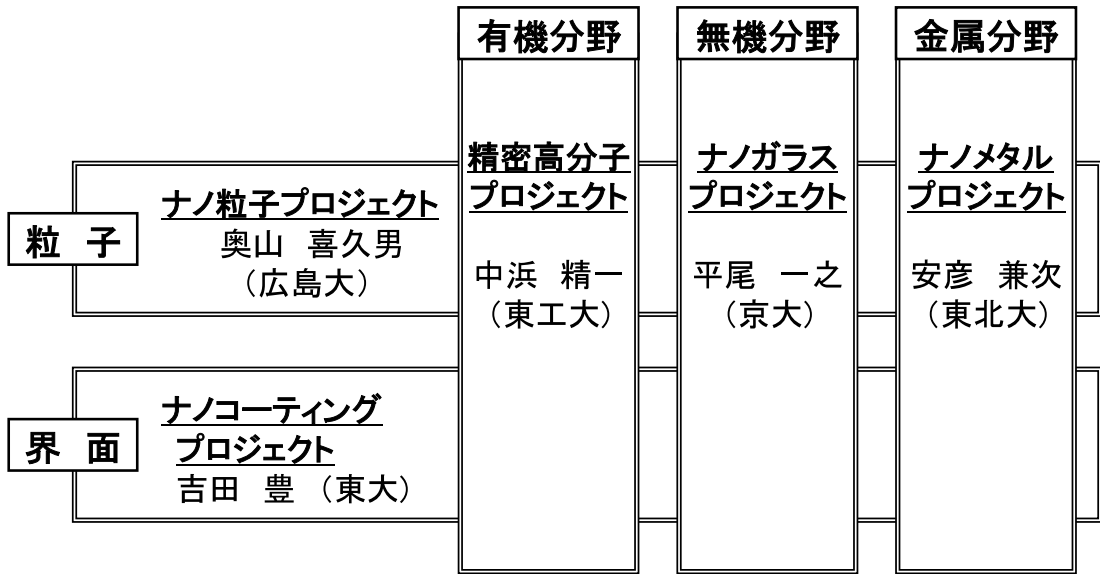 有機分野
無機分野
金属分野
精密高分子
プロジェクト
中浜　精一
（東工大）
ナノガラス
プロジェクト
平尾　一之
（京大）
ナノメタル
プロジェクト
安彦　兼次
（東北大）
粒　子
ナノ粒子プロジェクト
奥山　喜久男
（広島大）
界　面
ナノコーティング
プロジェクト
吉田　豊　（東大）